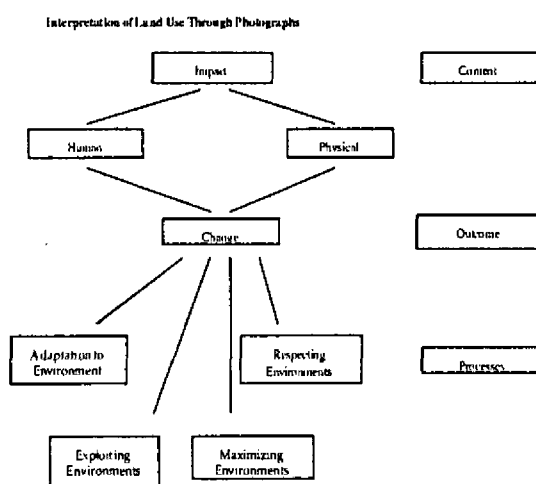 Interpretation of Land Use Through Photographs
Impact
Content
Human
Physical
Change
Outcome
Adaptation to
Environment
Respecting
Environments
Processes
Exploiting
Environments
Maximizing
Environments